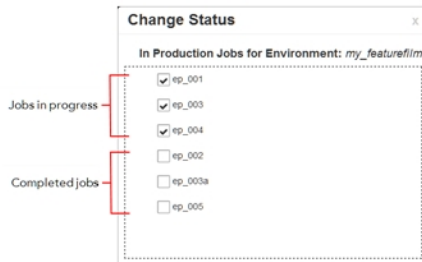 Change Status
x
In Production Jobs for Environment: my_featurefilm
ep_001
ep_003
Jobs in progress
ep_004
ep_002
ep_003a
Completed jobs
ep_005